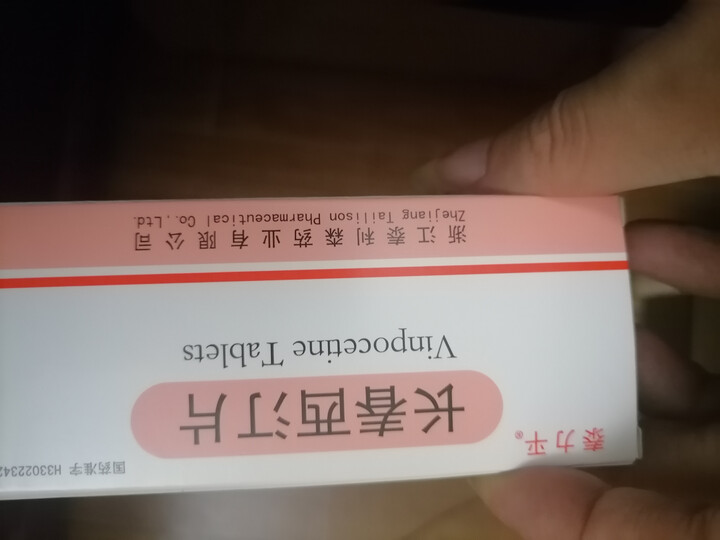 国药准字 H33022342
泰力平®
长春西汀片
Vinpocetine Tablets
浙江泰利森药业有限公司
Zhejiang Tailison Pharmaceutical Co.,Ltd.